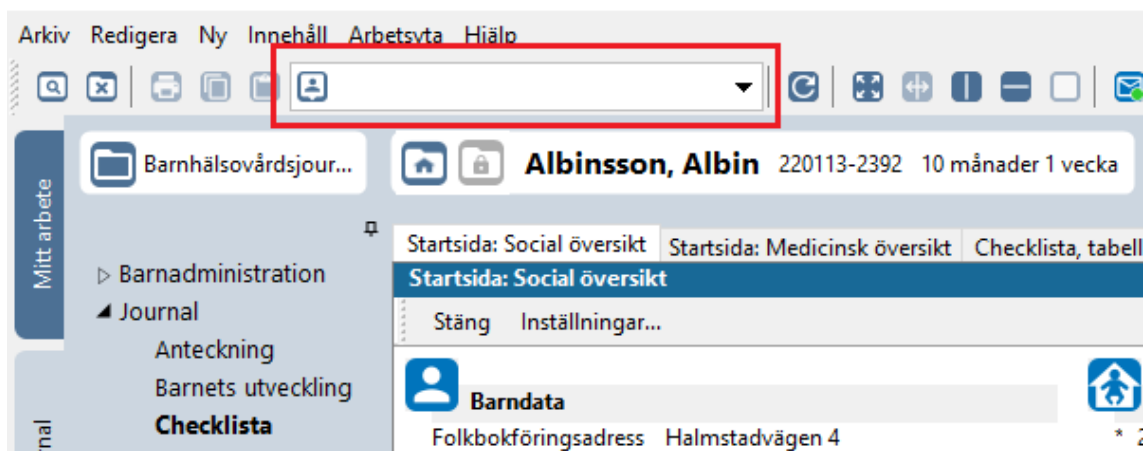 Arkiv Redigera Ny Innehåll Arbetsyta Hjälp
Mitt arbete
Barnhälsovårdsjour...
Albinsson, Albin 220113-2392 10 månader 1 vecka
Startsida: Social översikt Startsida: Medicinsk översikt Checklista, tabell
Barnadministration
Startsida: Social översikt
Journal
Stäng Inställningar...
Anteckning
Barnets utveckling
Barndata
Checklista
Folkbokföringsadress Halmstadvägen 4 * 2